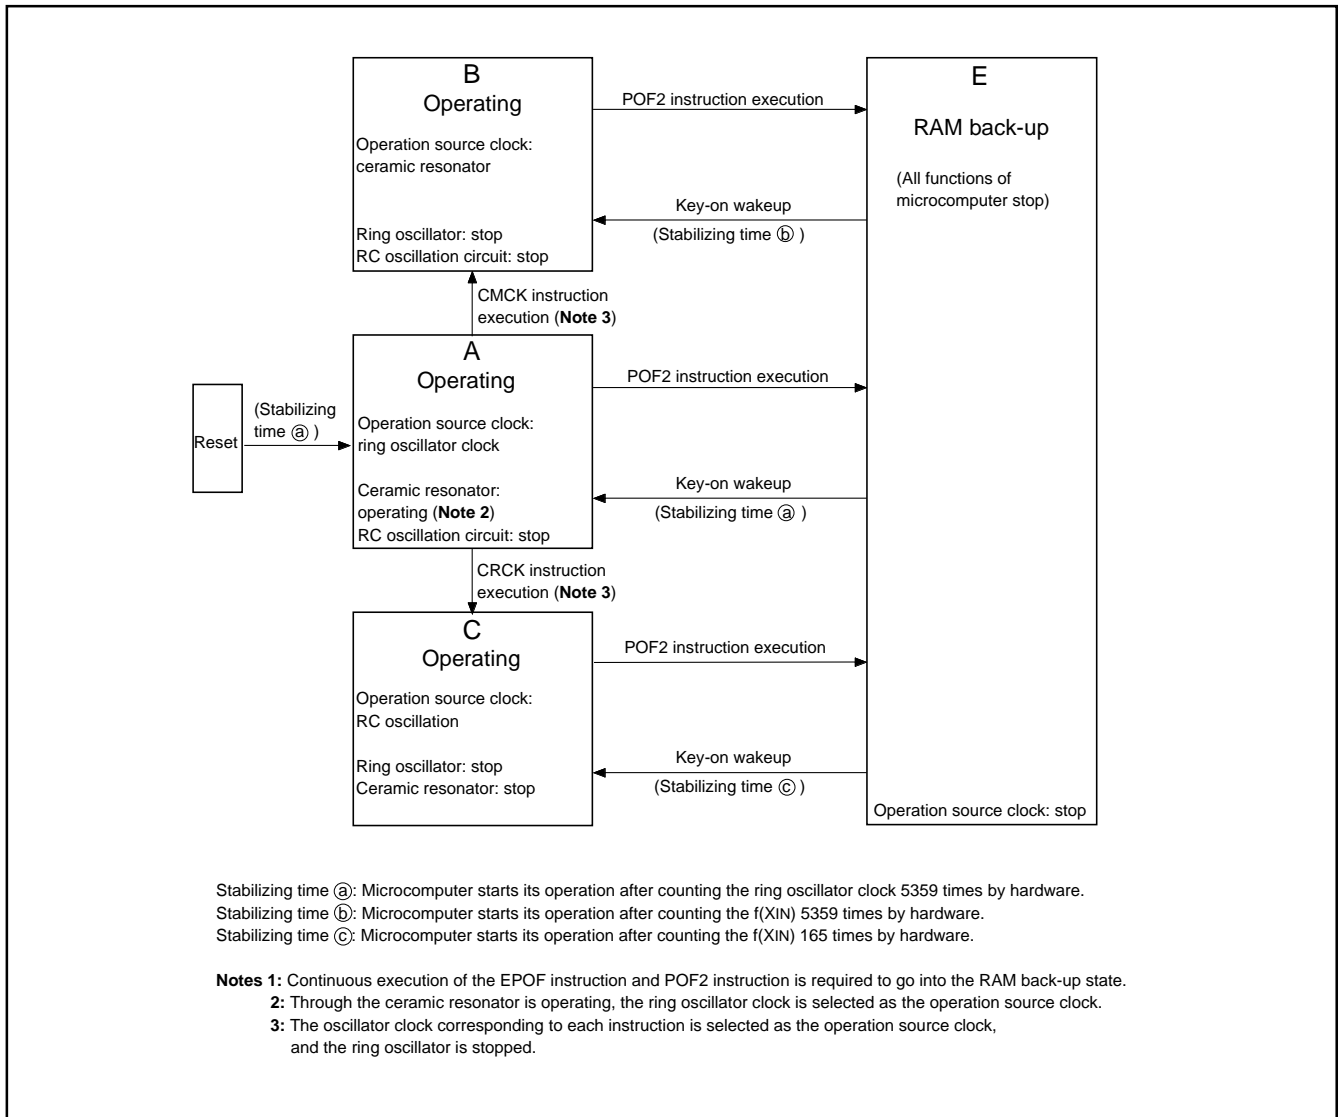 B
Operating
Operation source clock:
ceramic resonator
Ring oscillator: stop
RC oscillation circuit: stop
POF2 instruction execution
Key-on wakeup
(Stabilizing time ⓑ )
E
RAM back-up
(All functions of
microcomputer stop)
CMCK instruction
execution (Note 3)
Reset
(Stabilizing
time ⓐ )
A
Operating
Operation source clock:
ring oscillator clock
Ceramic resonator:
operating (Note 2)
RC oscillation circuit: stop
POF2 instruction execution
Key-on wakeup
(Stabilizing time ⓐ )
CRCK instruction
execution (Note 3)
C
Operating
Operation source clock:
RC oscillation
Ring oscillator: stop
Ceramic resonator: stop
POF2 instruction execution
Key-on wakeup
(Stabilizing time ⓒ )
Operation source clock: stop
Stabilizing time ⓐ: Microcomputer starts its operation after counting the ring oscillator clock 5359 times by hardware.
Stabilizing time ⓑ: Microcomputer starts its operation after counting the f(XIN) 5359 times by hardware.
Stabilizing time ⓒ: Microcomputer starts its operation after counting the f(XIN) 165 times by hardware.
Notes 1: Continuous execution of the EPOF instruction and POF2 instruction is required to go into the RAM back-up state.
2: Through the ceramic resonator is operating, the ring oscillator clock is selected as the operation source clock.
3: The oscillator clock corresponding to each instruction is selected as the operation source clock,
and the ring oscillator is stopped.